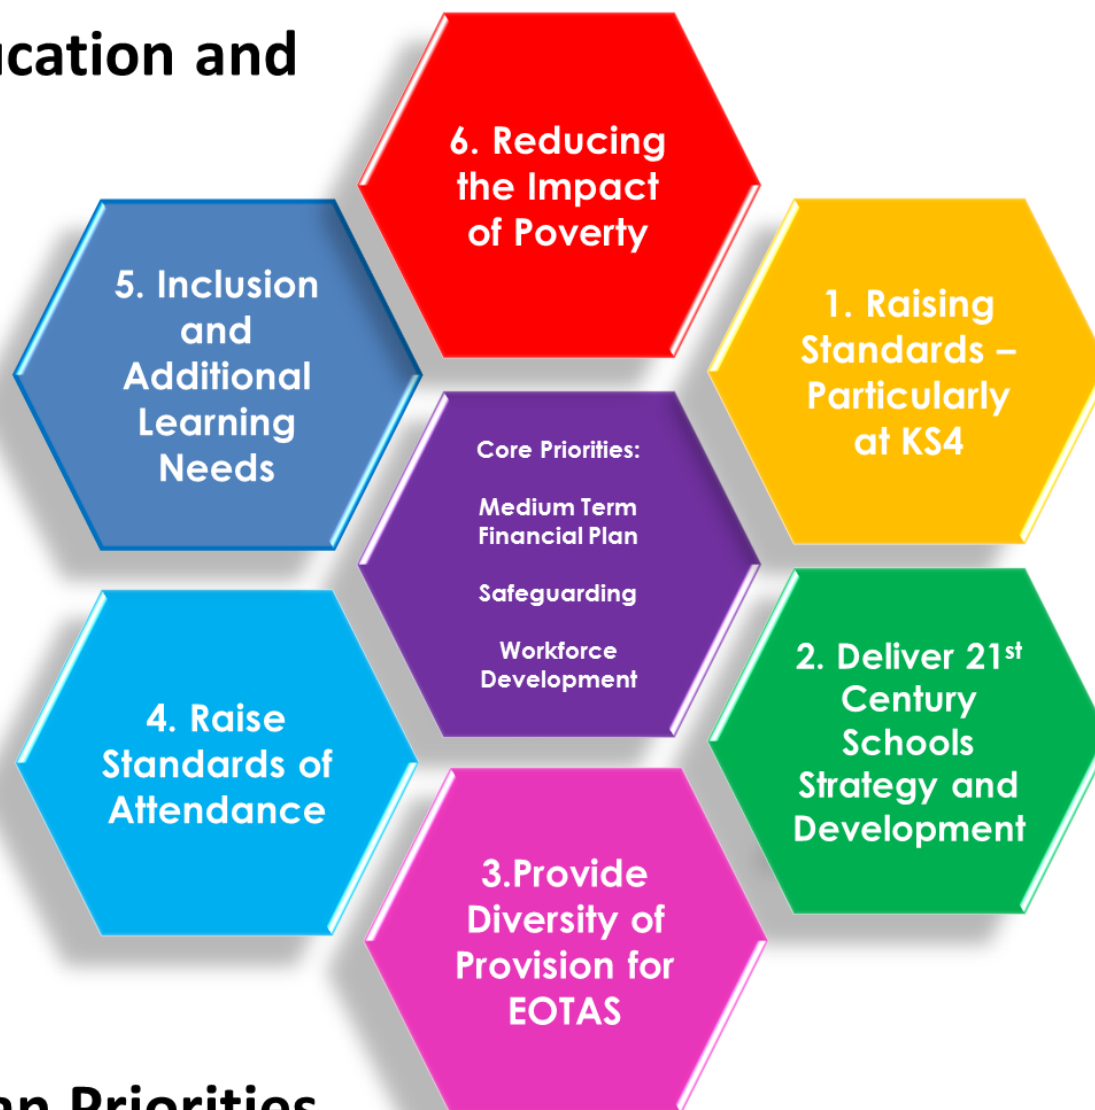 and
6. Reducing
the Impact
of Poverty
1. Raising
Standards –
Particularly
at KS4
2. Deliver 21st
Century
Schools
Strategy and
Development
3.Provide
Diversity of
Provision for
EOTAS
4. Raise
Standards of
Attendance
5. Inclusion
and
Additional
Learning
Needs
Core Priorities:
Medium Term
Financial Plan
Safeguarding
Workforce
Development
Priorities